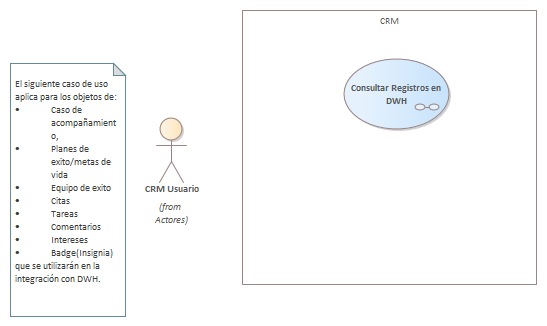 CRM
Consultar Registros en
DWH
El siguiente caso de uso
aplica para los objetos de:
• Caso de
acompañamient
o,
• Planes de
exito/metas de
vida
• Equipo de exito
• Citas
• Tareas
• Comentarios
• Intereses
• Badge(Insignia)
que se utilizarán en la
integración con DWH.
CRM Usuario
(from
Actores)